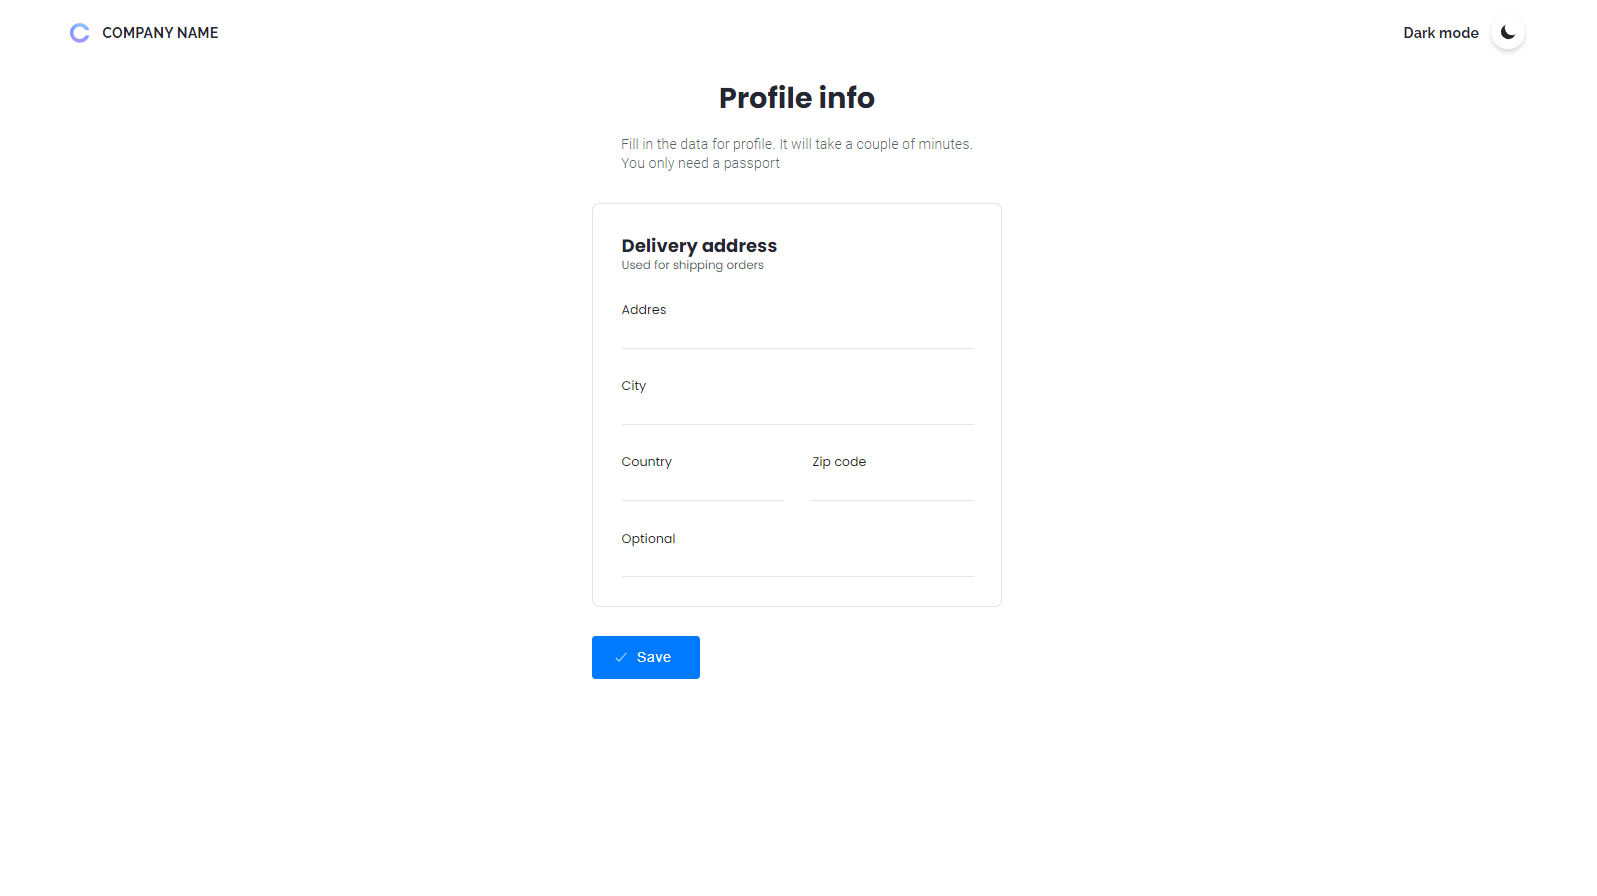 COMPANY NAME
Dark mode
Profile info
Fill in the data for profile. It will take a couple of minutes.
You only need a passport
Delivery address
Used for shipping orders
Addres
City
Country
Zip code
Optional
Save